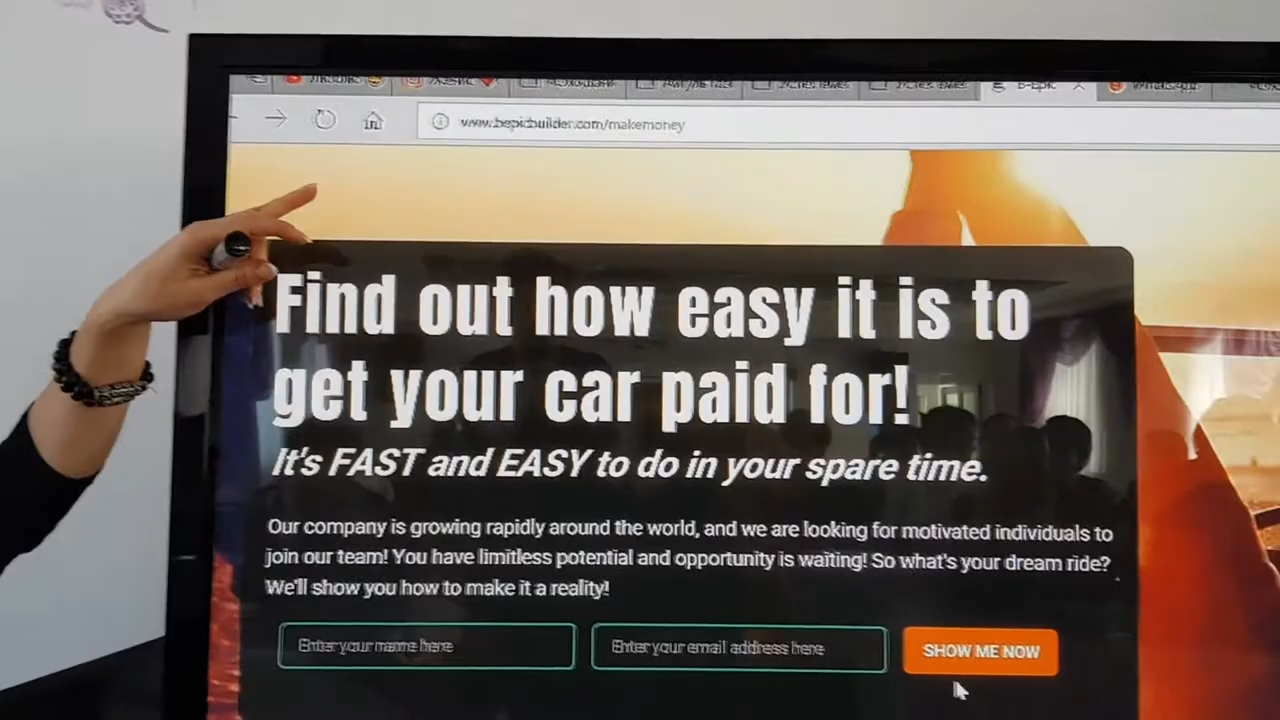 B-Epic
www.bepicbuilder.com/makemoney
Find out how easy it is to
get your car paid for!
It's FAST and EASY to do in your spare time.
Our company is growing rapidly around the world, and we are looking for motivated individuals to
join our team! You have limitless potential and opportunity is waiting! So what's your dream ride?
We'll show you how to make it a reality!
Enter your name here
Enter your email address here
SHOW ME NOW